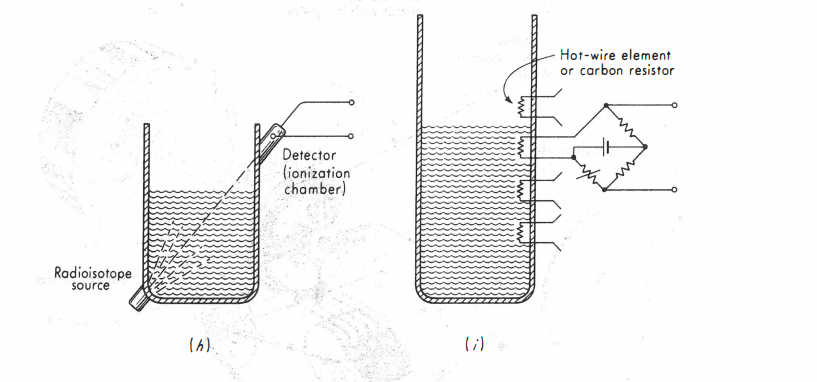 Hot-wire element
or carbon resistor
Detector
(ionization
chamber)
Radioisotope
source
(h)
(i)